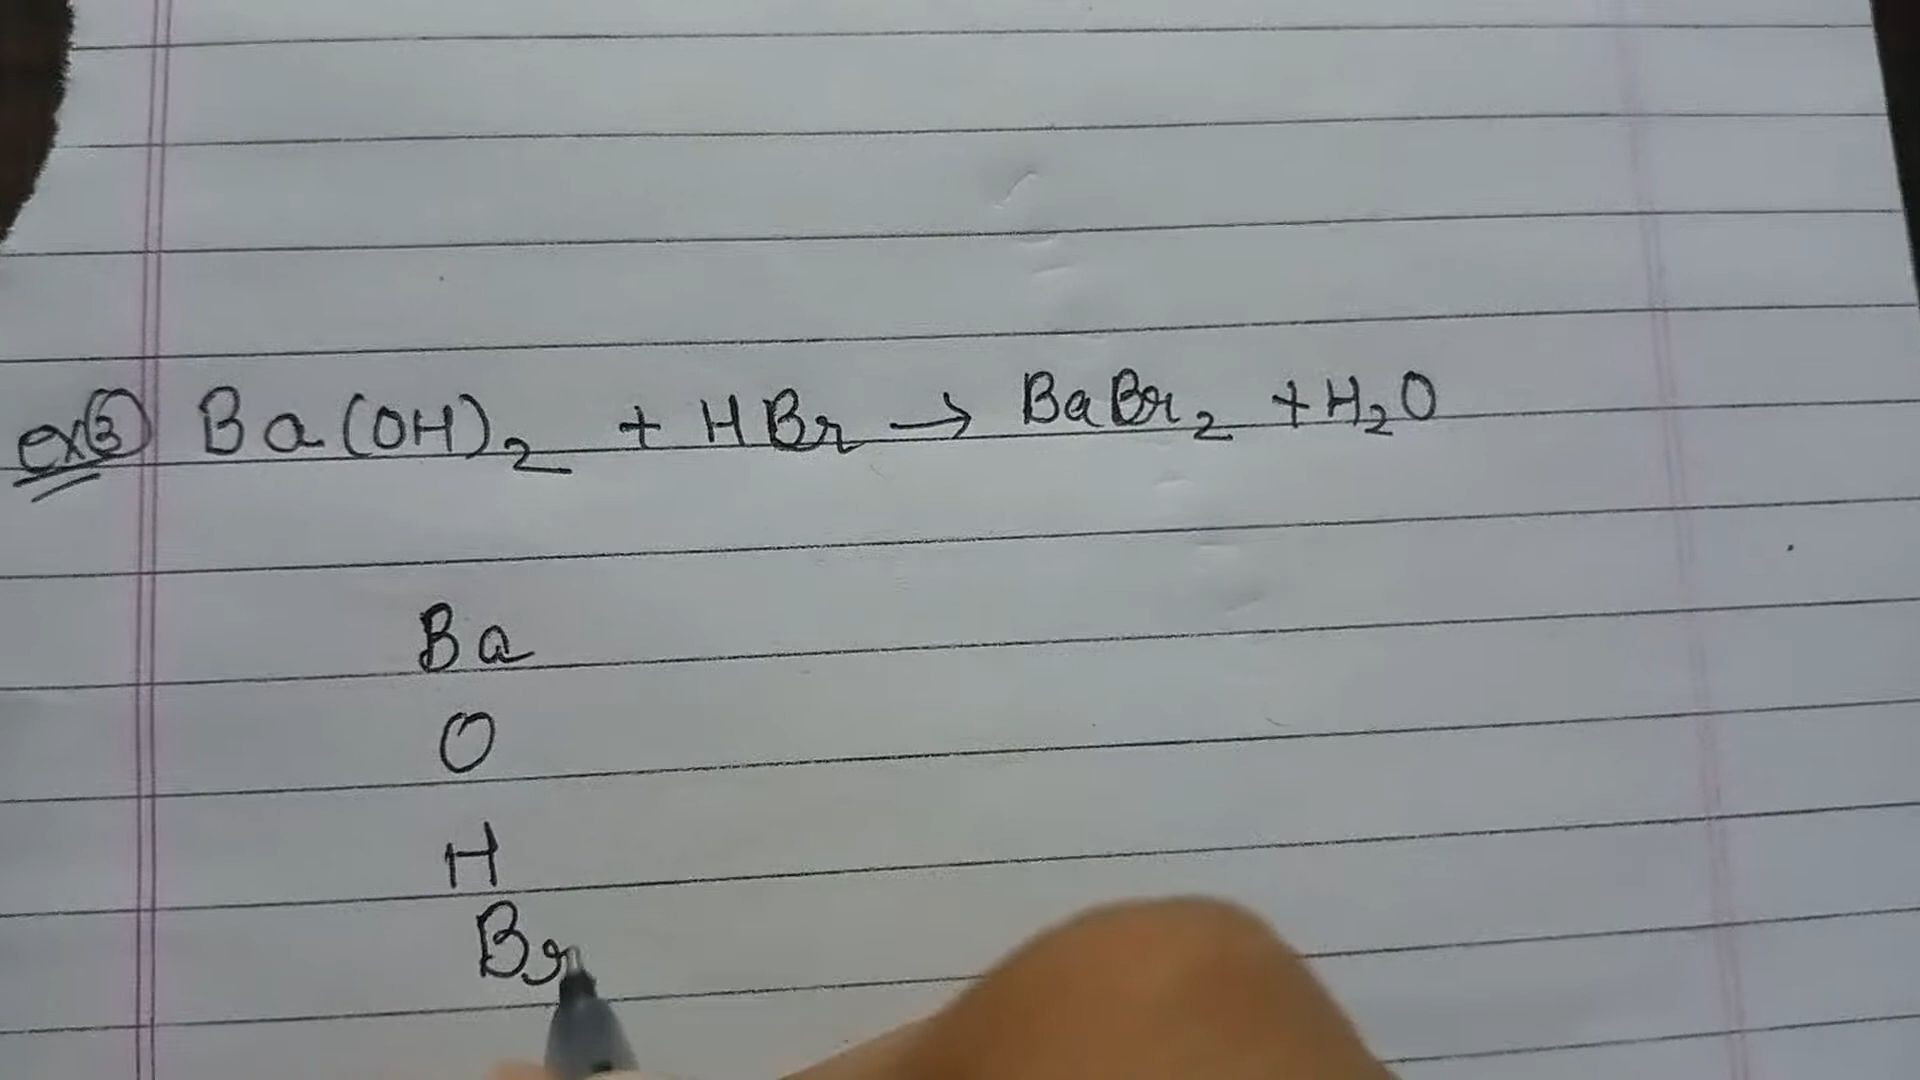 ex③ Ba(OH)₂ + HBr → BaBr₂ + H₂O
Ba
O
H
Br